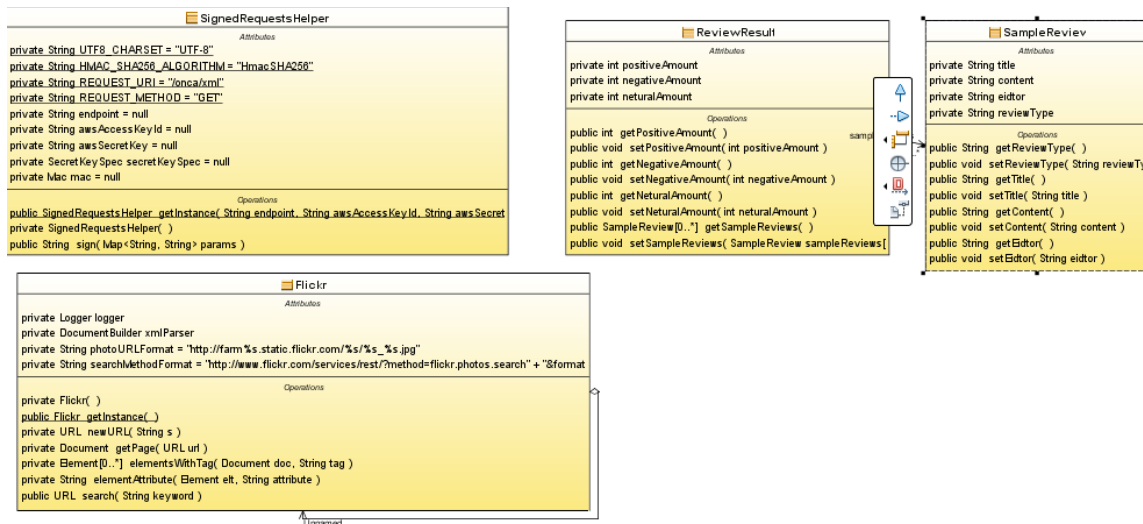 SignedRequestsHelper
Attributes
private String UTF8_CHARSET = "UTF-8"
private String HMAC_SHA256_ALGORITHM = "HmacSHA256"
private String REQUEST_URI = "/onca/xml"
private String REQUEST_METHOD = "GET"
private String endpoint = null
private String awsAccessKeyId = null
private String awsSecretKey = null
private SecretKeySpec secretKeySpec = null
private Mac mac = null
Operations
public SignedRequestsHelper getInstance( String endpoint, String awsAccessKeyId, String awsSecret
private SignedRequestsHelper( )
public String sign( Map<String, String> params )
ReviewResult
Attributes
private int positiveAmount
private int negativeAmount
private int neturalAmount
Operations
public int getPositiveAmount( )
public void setPositiveAmount( int positiveAmount )
public int getNegativeAmount( )
public void setNegativeAmount( int negativeAmount )
public int getNeturalAmount( )
public void setNeturalAmount( int neturalAmount )
public SampleReview[0..*] getSampleReviews( )
public void setSampleReviews( SampleReview sampleReviews[
sampl
SampleReview
Attributes
private String title
private String content
private String eidtor
private String reviewType
Operations
public String getReviewType( )
public void setReviewType( String reviewTy
public String getTitle( )
public void setTitle( String title )
public String getContent( )
public void setContent( String content )
public String getEidtor( )
public void setEidtor( String eidtor )
Flickr
Attributes
private Logger logger
private DocumentBuilder xmlParser
private String photoURLFormat = "http://farm%s.static.flickr.com/%s/%s_%s.jpg"
private String searchMethodFormat = "http://www.flickr.com/services/rest/?method=flickr.photos.search" + "&format
Operations
private Flickr( )
public Flickr getInstance( )
private URL newURL( String s )
private Document getPage( URL url )
private Element[0..*] elementsWithTag( Document doc, String tag )
private String elementAttribute( Element elt, String attribute )
public URL search( String keyword )
Unnamed